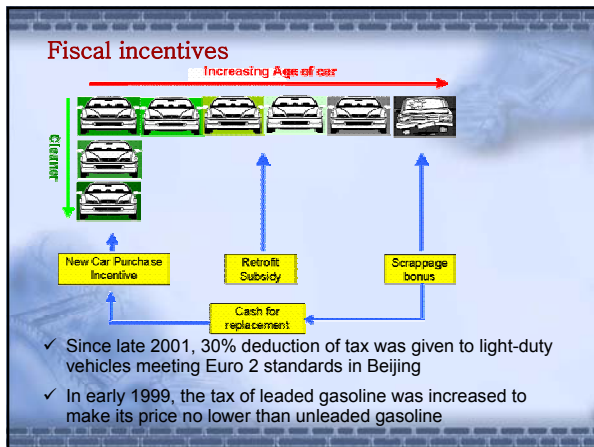 Fiscal incentives
Increasing Age of car
Cleaner
New Car Purchase
Incentive
Retrofit
Subsidy
Scrappage
bonus
Cash for
replacement
✓ Since late 2001, 30% deduction of tax was given to light-duty
vehicles meeting Euro 2 standards in Beijing
✓ In early 1999, the tax of leaded gasoline was increased to
make its price no lower than unleaded gasoline